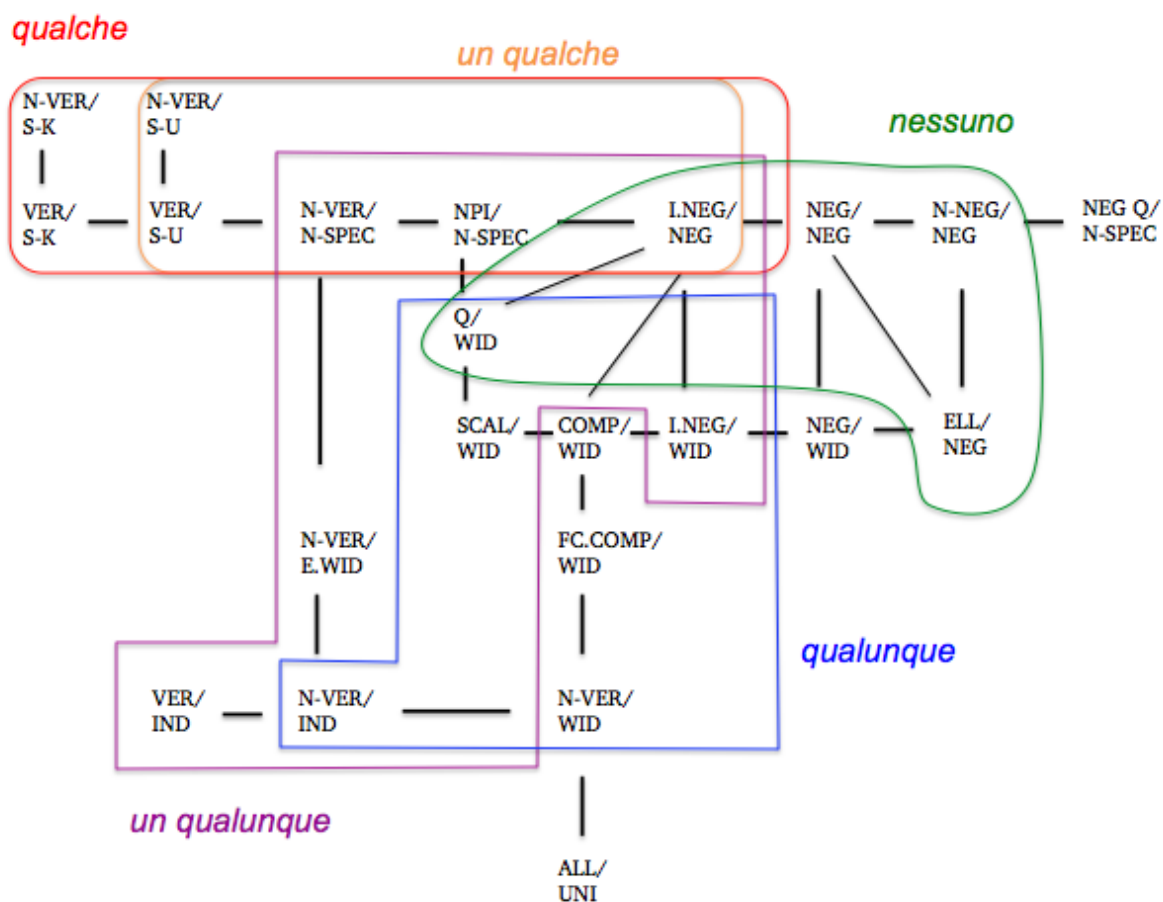 qualche
un qualche
N-VER/ N-VER/
S-K S-U
nessuno
VER/ VER/ N-VER/ NPI/ I.NEG/ NEG/ N-NEG/ NEG Q/
S-K S-U N-SPEC N-SPEC NEG NEG NEG N-SPEC
Q/
WID
SCAL/ COMP/ I.NEG/ NEG/ ELL/
WID WID WID WID NEG
N-VER/ FC.COMP/
E.WID WID
qualunque
VER/ N-VER/ N-VER/
IND IND WID
un qualunque
ALL/
UNI